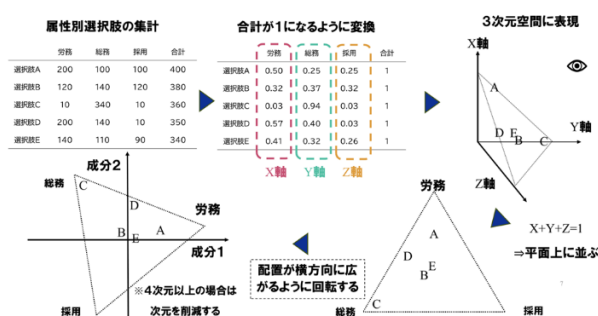 属性別選択肢の集計
労務 総務 採用 合計
選択肢A 200 100 100 400
選択肢B 120 140 120 380
選択肢C 10 340 10 360
選択肢D 200 140 10 350
選択肢E 140 110 90 340
合計が1になるように変換
労務 総務 採用 合計
選択肢A 0.50 0.25 0.25 1
選択肢B 0.32 0.37 0.32 1
選択肢C 0.03 0.94 0.03 1
選択肢D 0.57 0.40 0.03 1
選択肢E 0.41 0.32 0.26 1
X軸 Y軸 Z軸
3次元空間に表現
X軸
A
Y軸
D E B C
Z軸
X+Y+Z=1
⇒平面上に並ぶ
労務
A
D
E
B
C
総務 採用
配置が横方向に広
がるように回転する
成分2
総務
C
D
労務
B E A
成分1
採用
※4次元以上の場合は
次元を削減する
7